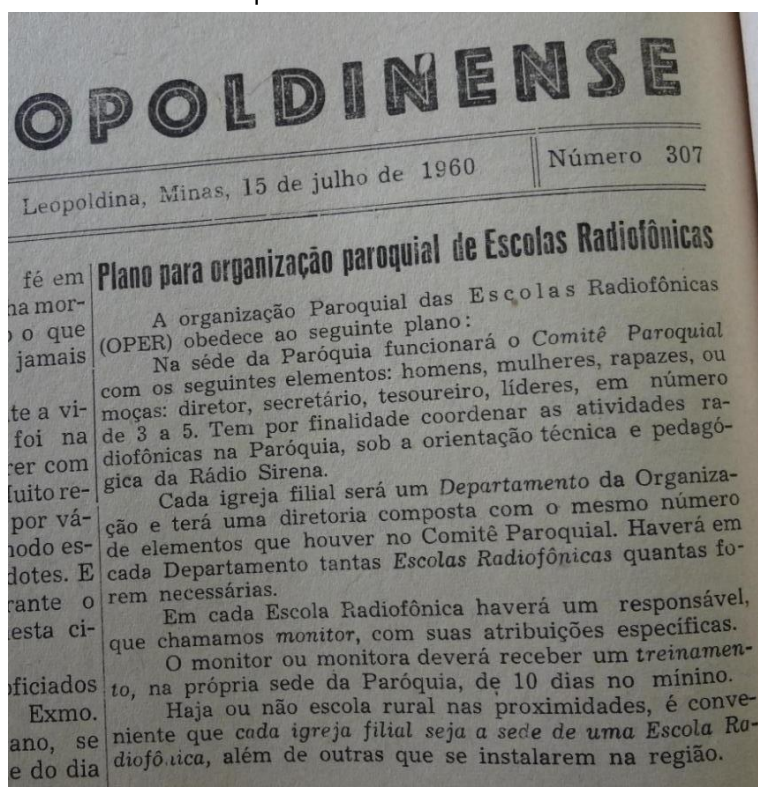 OPOLDINENSE
Leopoldina, Minas, 15 de julho de 1960
Número 307
fé em
na mor-
o que
jamais
te a vi-
foi na
er com
uito re-
por vá-
odo es-
dotes. E
rante o
esta ci-
oficiados
Exmo.
ano, se
e do dia
Plano para organização paroquial de Escolas Radiofônicas
A organização Paroquial das Escolas Radiofônicas
(OPER) obedece ao seguinte plano:
Na séde da Paróquia funcionará o Comitê Paroquial
com os seguintes elementos: homens, mulheres, rapazes, ou
moças: diretor, secretário, tesoureiro, líderes, em número
de 3 a 5. Tem por finalidade coordenar as atividades ra-
diofônicas na Paróquia, sob a orientação técnica e pedagó-
gica da Rádio Sirena.
Cada igreja filial será um Departamento da Organiza-
ção e terá uma diretoria composta com o mesmo número
de elementos que houver no Comitê Paroquial. Haverá em
cada Departamento tantas Escolas Radiofônicas quantas fo-
rem necessárias.
Em cada Escola Radiofônica haverá um responsável,
que chamamos monitor, com suas atribuições específicas.
O monitor ou monitora deverá receber um treinamen-
to, na própria sede da Paróquia, de 10 dias no mínino.
Haja ou não escola rural nas proximidades, é conve-
niente que cada igreja filial seja a sede de uma Escola Ra-
diofônica, além de outras que se instalarem na região.